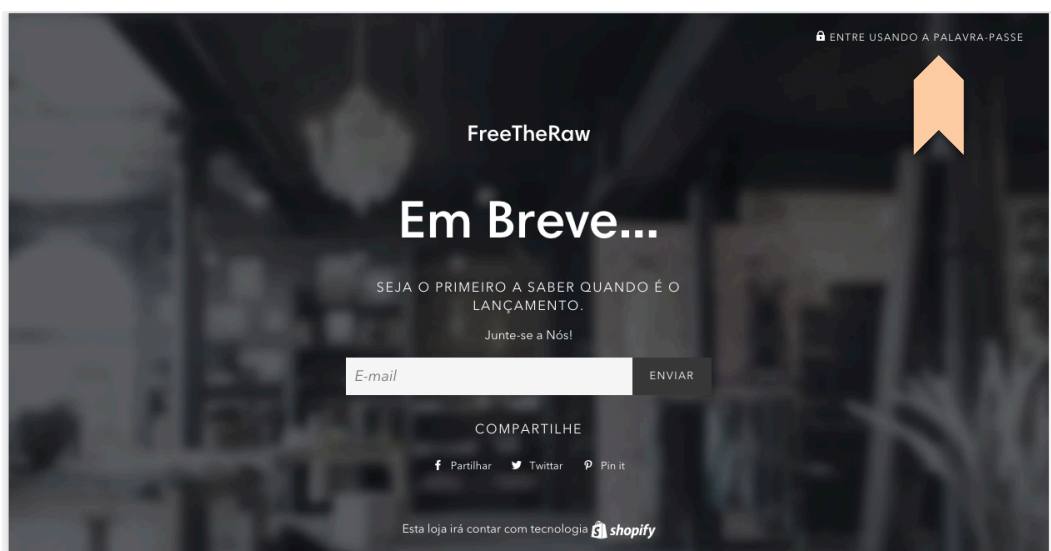 ENTRE USANDO A PALAVRA-PASSE
FreeTheRaw
Em Breve...
SEJA O PRIMEIRO A SABER QUANDO É O
LANÇAMENTO.
Junte-se a Nós!
E-mail
ENVIAR
COMPARTILHE
Partilhar Twittar Pin it
Esta loja irá contar com tecnologia shopify